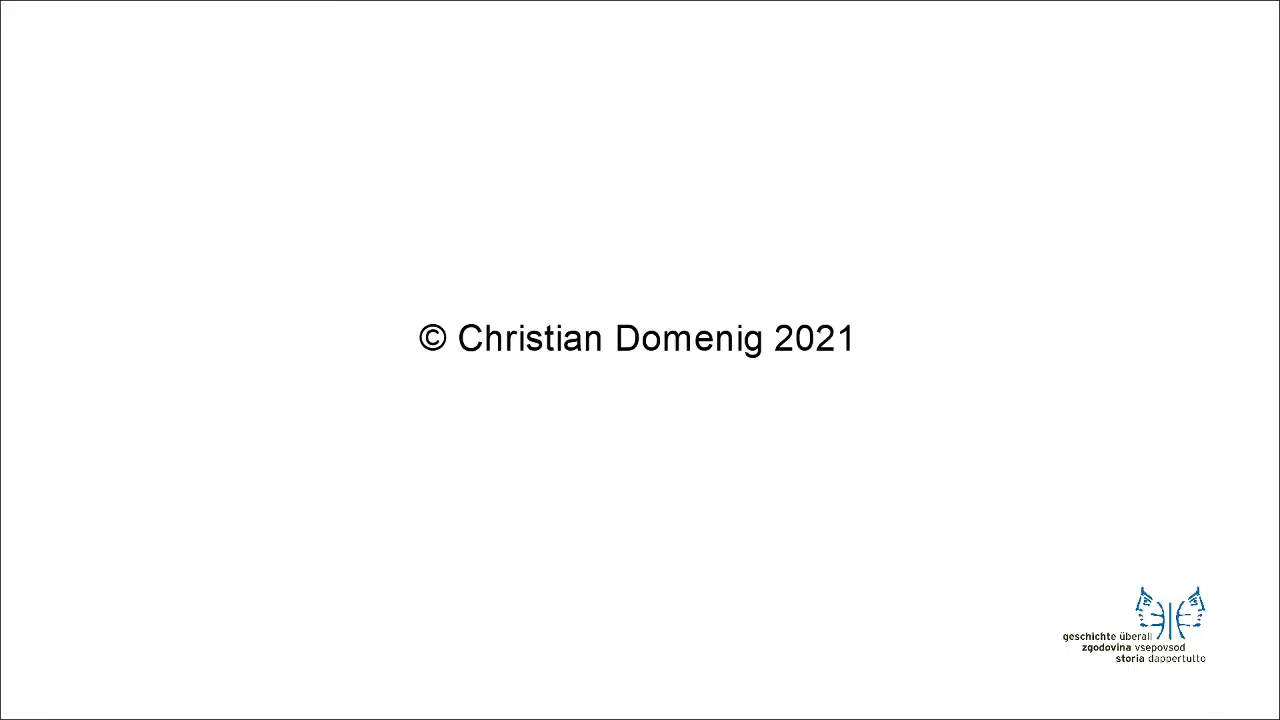 © Christian Domenig 2021
geschichte überall
zgodovina vsepovsod
storia dappertutto